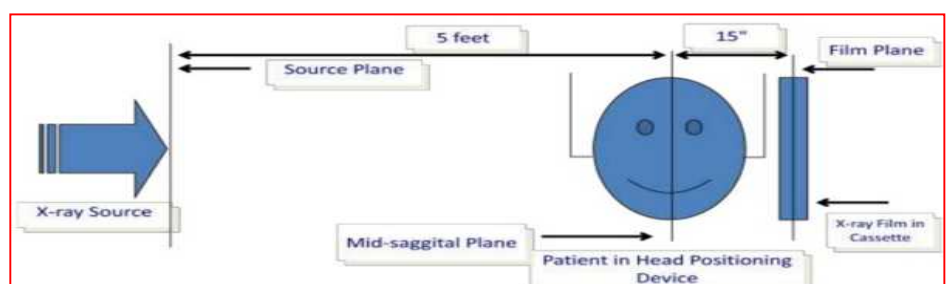 5 feet
15"
Film Plane
Source Plane
X-ray Source
X-ray Film in
Cassette
Mid-saggital Plane
Patient in Head Positioning
Device